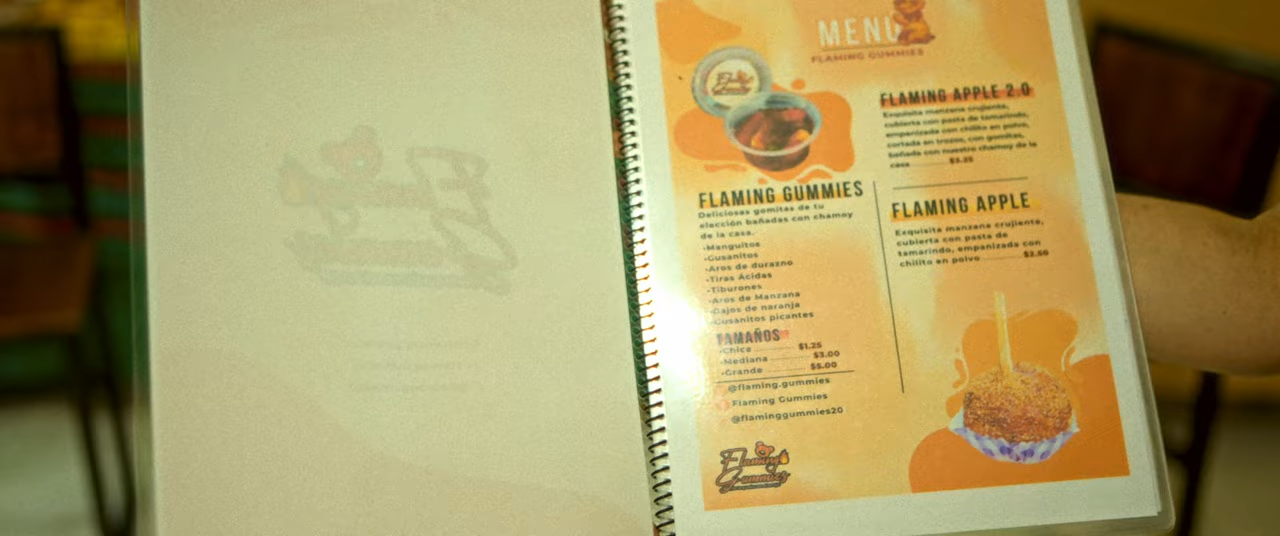 MENU
FLAMING GUMMIES
FLAMING GUMMIES
Deliciosas gomitas de tu
elección bañadas con chamoy
de la casa.
-Manguitos
-Gusanitos
-Aros de durazno
-Tiras Ácidas
-Tiburones
-Aros de Manzana
-Gajos de naranja
-Gusanitos picantes
TAMAÑOS
-Chica $1.25
-Mediana $3.00
-Grande $5.00
@flaming.gummies
Flaming Gummies
@flaminggummies20
Flaming
Gummies
FLAMING APPLE 2.0
Exquisita manzana crujiente,
cubierta con pasta de tamarindo,
empanizada con chilito en polvo,
cortada en trozos, con gomitas,
bañada con nuestro chamoy de la
casa $5.25
FLAMING APPLE
Exquisita manzana crujiente,
cubierta con pasta de
tamarindo, empanizada con
chilito en polvo $2.50